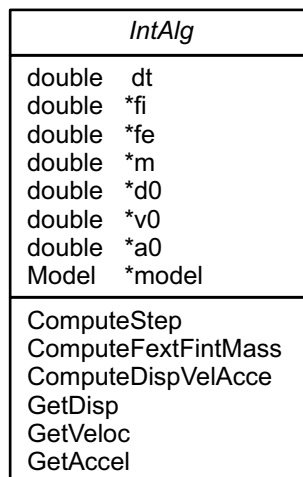 IntAlg
double dt
double *fi
double *fe
double *m
double *d0
double *v0
double *a0
Model *model
ComputeStep
ComputeFextFintMass
ComputeDispVelAcce
GetDisp
GetVeloc
GetAccel